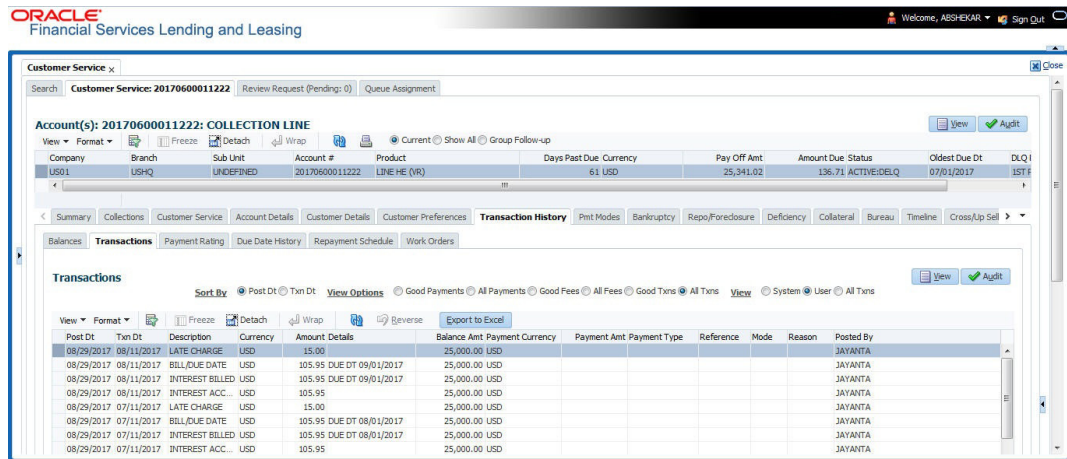 ORACLE
Welcome, ABSHEKAR Sign Out
Financial Services Lending and Leasing
Customer Service x Close
Search Customer Service: 20170600011222 Review Request (Pending: 0) Queue Assignment
Account(s): 20170600011222: COLLECTION LINE View Audit
View Format Freeze Detach Wrap Current Show All Group Follow-up
Company Branch Sub Unit Account # Product Days Past Due Currency Pay Off Amt Amount Due Status Oldest Due Dt DLQ
US01 USHQ UNDEFINED 20170600011222 LINE HE (VR) 61 USD 25,341.02 136.71 ACTIVE:DELQ 07/01/2017 1ST
Summary Collections Customer Service Account Details Customer Details Customer Preferences Transaction History Pmt Modes Bankruptcy Repo/Foreclosure Deficiency Collateral Bureau Timeline Cross/Up Sell
Balances Transactions Payment Rating Due Date History Repayment Schedule Work Orders
Transactions View Audit
Sort By Post Dt Txn Dt View Options Good Payments All Payments Good Fees All Fees Good Txns All Txns View System User All Txns
View Format Freeze Detach Wrap Reverse Export to Excel
Post Dt Txn Dt Description Currency Amount Details Balance Amt Payment Currency Payment Amt Payment Type Reference Mode Reason Posted By
08/29/2017 08/11/2017 LATE CHARGE USD 15.00 25,000.00 USD JAYANTA
08/29/2017 08/11/2017 BILL/DUE DATE USD 105.95 DUE DT 09/01/2017 25,000.00 USD JAYANTA
08/29/2017 08/11/2017 INTEREST BILLED USD 105.95 DUE DT 09/01/2017 25,000.00 USD JAYANTA
08/29/2017 08/11/2017 INTEREST ACC... USD 105.95 25,000.00 USD JAYANTA
08/29/2017 07/11/2017 LATE CHARGE USD 15.00 25,000.00 USD JAYANTA
08/29/2017 07/11/2017 BILL/DUE DATE USD 105.95 DUE DT 08/01/2017 25,000.00 USD JAYANTA
08/29/2017 07/11/2017 INTEREST BILLED USD 105.95 DUE DT 08/01/2017 25,000.00 USD JAYANTA
08/29/2017 07/11/2017 INTEREST ACC... USD 105.95 25,000.00 USD JAYANTA